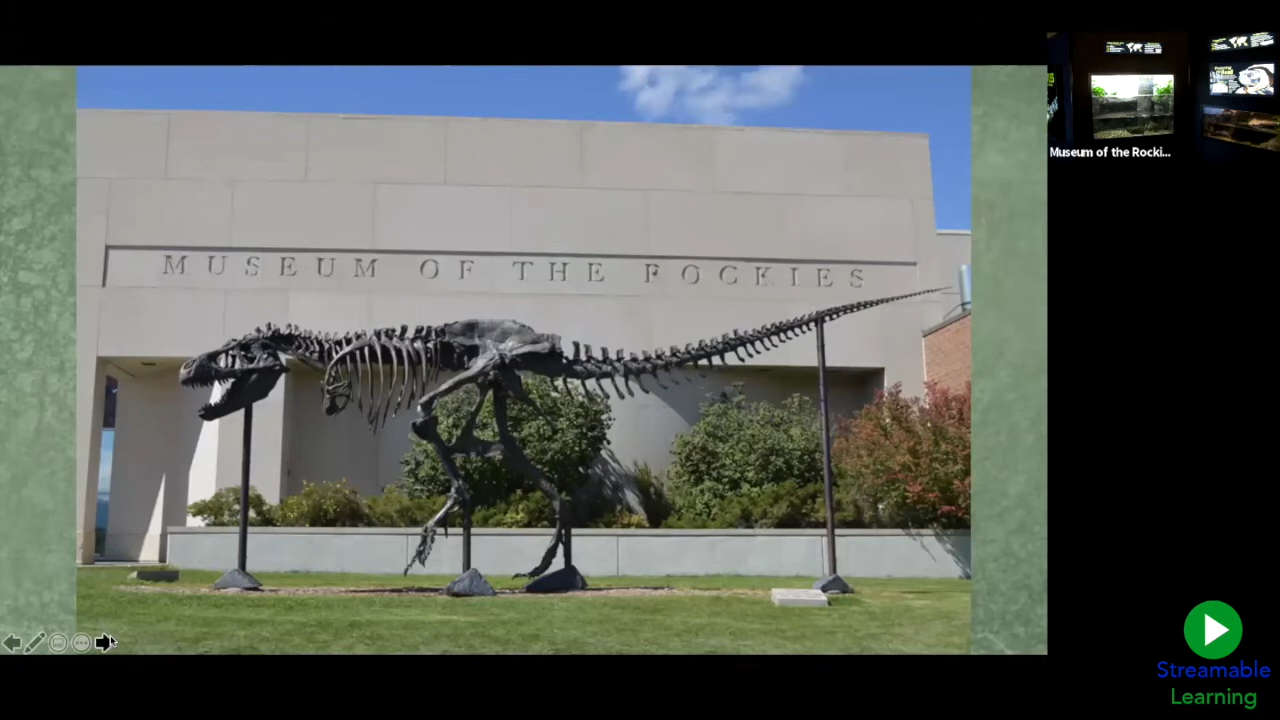 MUSEUM OF THE ROCKIES
Museum of the Rocki...
Streamable
Learning